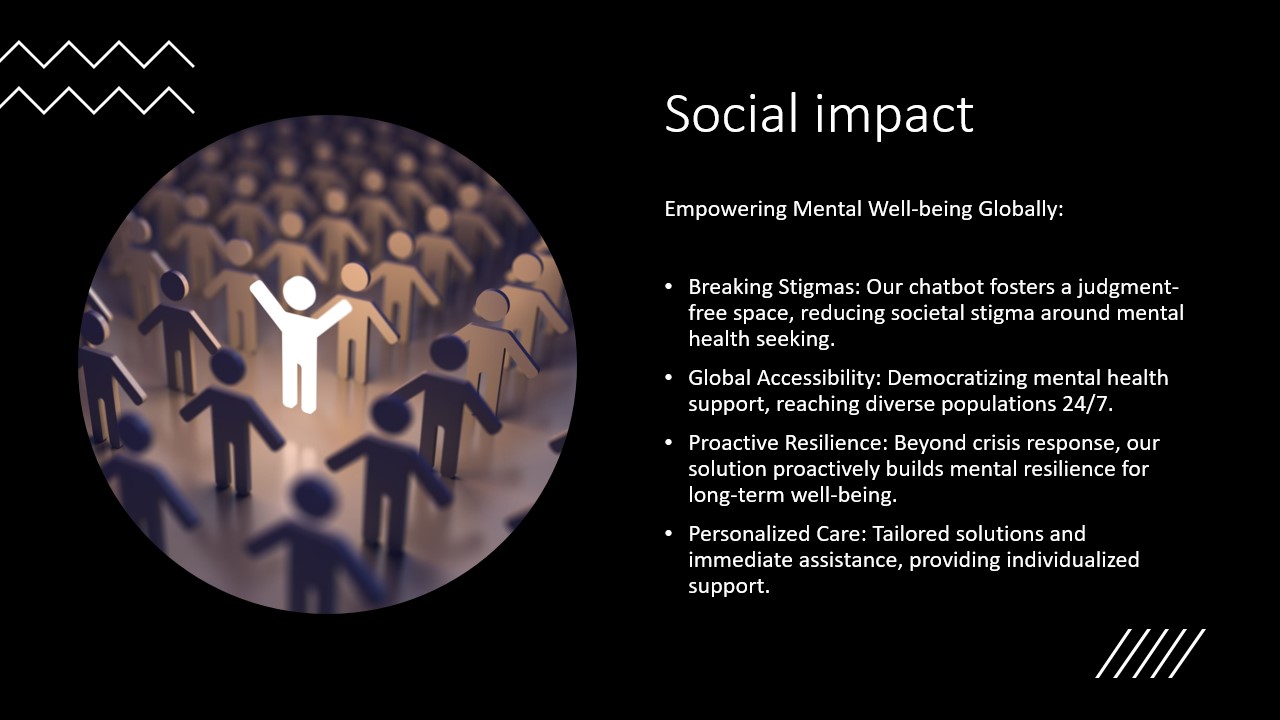 Social impact
Empowering Mental Well-being Globally:
• Breaking Stigmas: Our chatbot fosters a judgment-
free space, reducing societal stigma around mental
health seeking.
• Global Accessibility: Democratizing mental health
support, reaching diverse populations 24/7.
• Proactive Resilience: Beyond crisis response, our
solution proactively builds mental resilience for
long-term well-being.
• Personalized Care: Tailored solutions and
immediate assistance, providing individualized
support.